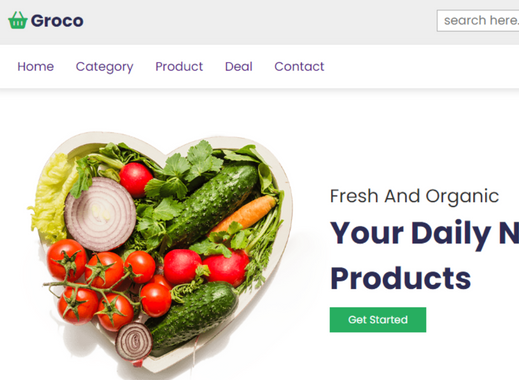 Groco
search here.
Home Category Product Deal Contact
Fresh And Organic
Your Daily N
Products
Get Started